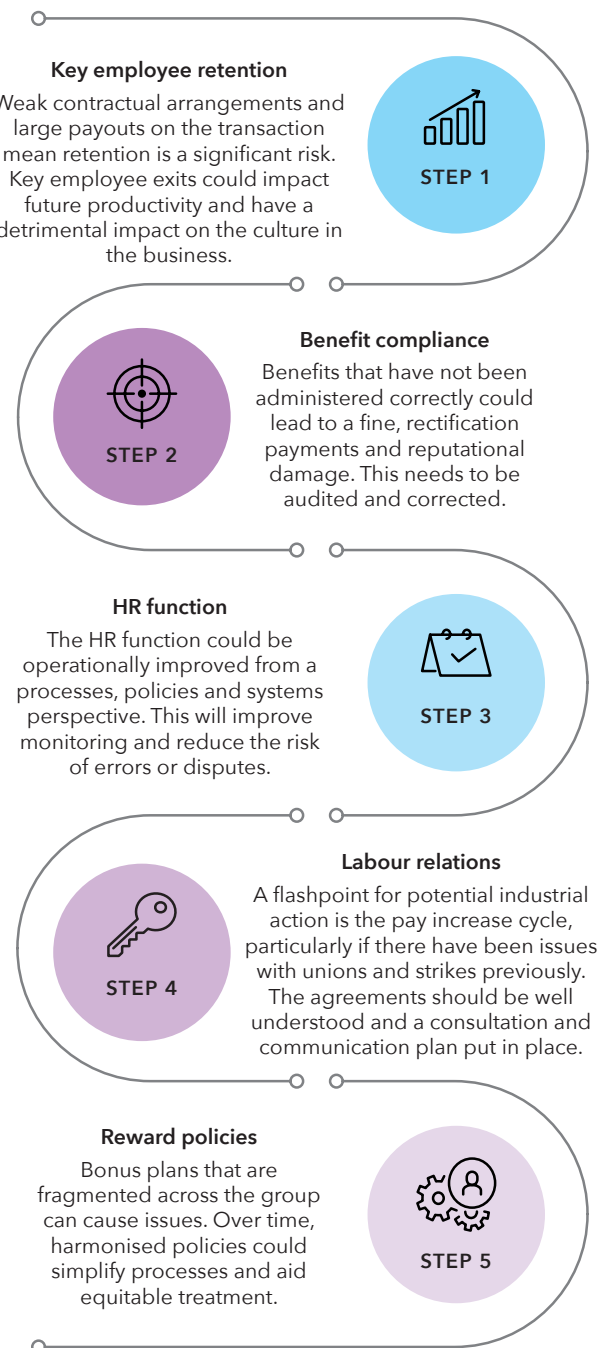 Key employee retention
Weak contractual arrangements and
large payouts on the transaction
mean retention is a significant risk.
Key employee exits could impact
future productivity and have a
detrimental impact on the culture in
the business.
STEP 1
Benefit compliance
Benefits that have not been
administered correctly could
lead to a fine, rectification
payments and reputational
damage. This needs to be
audited and corrected.
STEP 2
HR function
The HR function could be
operationally improved from a
processes, policies and systems
perspective. This will improve
monitoring and reduce the risk
of errors or disputes.
STEP 3
Labour relations
A flashpoint for potential industrial
action is the pay increase cycle,
particularly if there have been issues
with unions and strikes previously.
The agreements should be well
understood and a consultation and
communication plan put in place.
STEP 4
Reward policies
Bonus plans that are
fragmented across the group
can cause issues. Over time,
harmonised policies could
simplify processes and aid
equitable treatment.
STEP 5